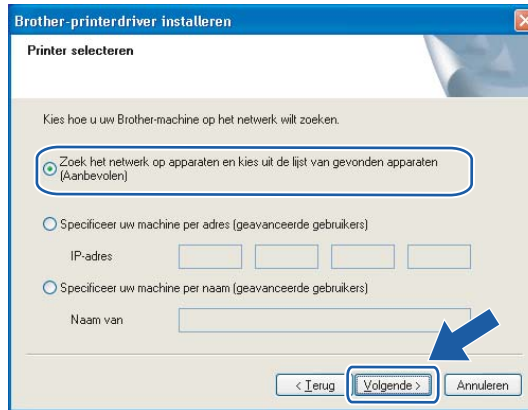 Brother-printerdriver installeren
Printer selecteren
Kies hoe u uw Brother-machine op het netwerk wilt zoeken.
Zoek het netwerk op apparaten en kies uit de lijst van gevonden apparaten
(Aanbevolen)
Specificeer uw machine per adres (geavanceerde gebruikers)
IP-adres
Specificeer uw machine per naam (geavanceerde gebruikers)
Naam van
< Terug Volgende > Annuleren